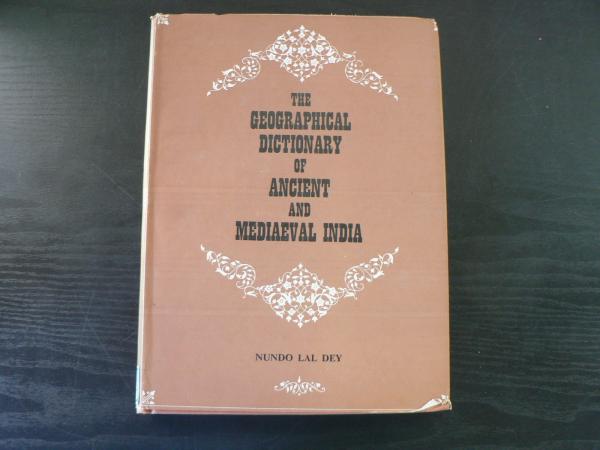 THE
GEOGRAPHICAL
DICTIONARY
OF
ANCIENT
AND
MEDIAEVAL INDIA
NUNDO LAL DEY